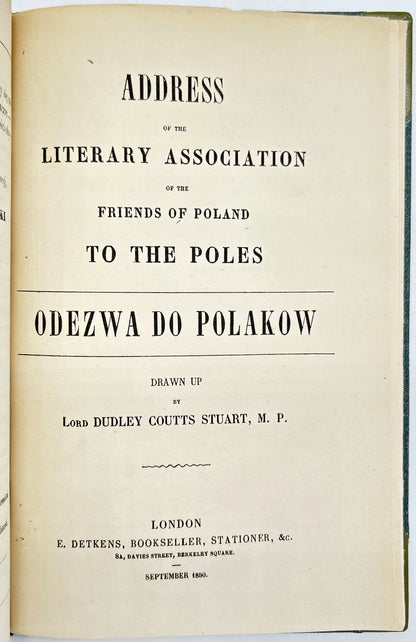 ADDRESS
OF THE
LITERARY ASSOCIATION
OF THE
FRIENDS OF POLAND
TO THE POLES
ODEZWA DO POLAKOW
DRAWN UP
BY
LORD DUDLEY COUTTS STUART, M. P.
LONDON
E. DETKENS, BOOKSELLER, STATIONER, &c.
8A, DAVIES STREET, BERKELEY SQUARE.
SEPTEMBER 1850.